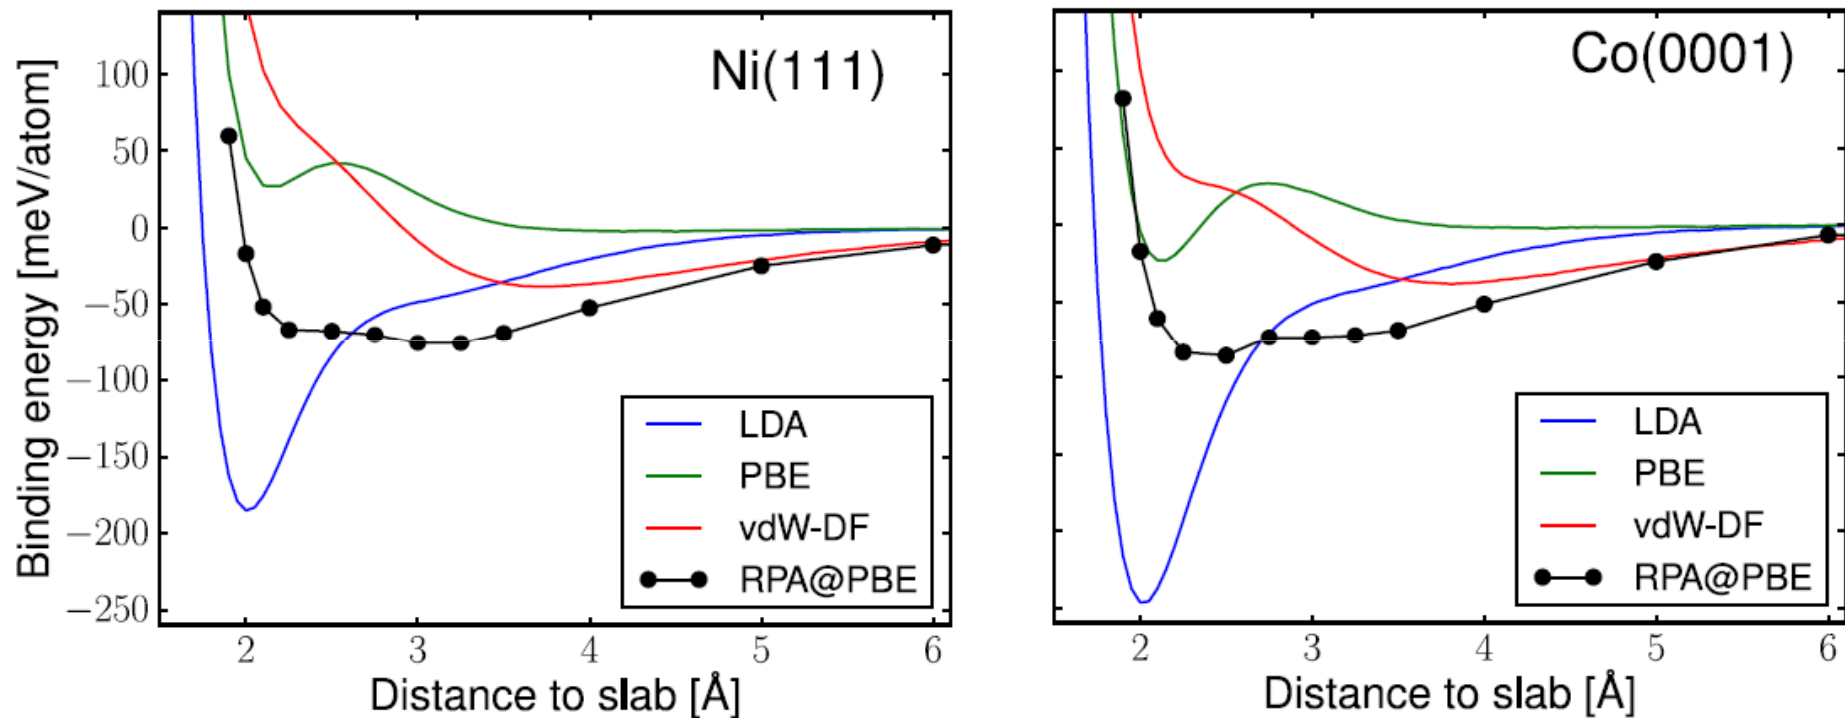 Ni(111)
Binding energy [meV/atom]
100
50
0
−50
−100
−150
−200
−250
LDA
PBE
vdW-DF
RPA@PBE
2 3 4 5 6
Distance to slab [Å]
Co(0001)
LDA
PBE
vdW-DF
RPA@PBE
2 3 4 5 6
Distance to slab [Å]